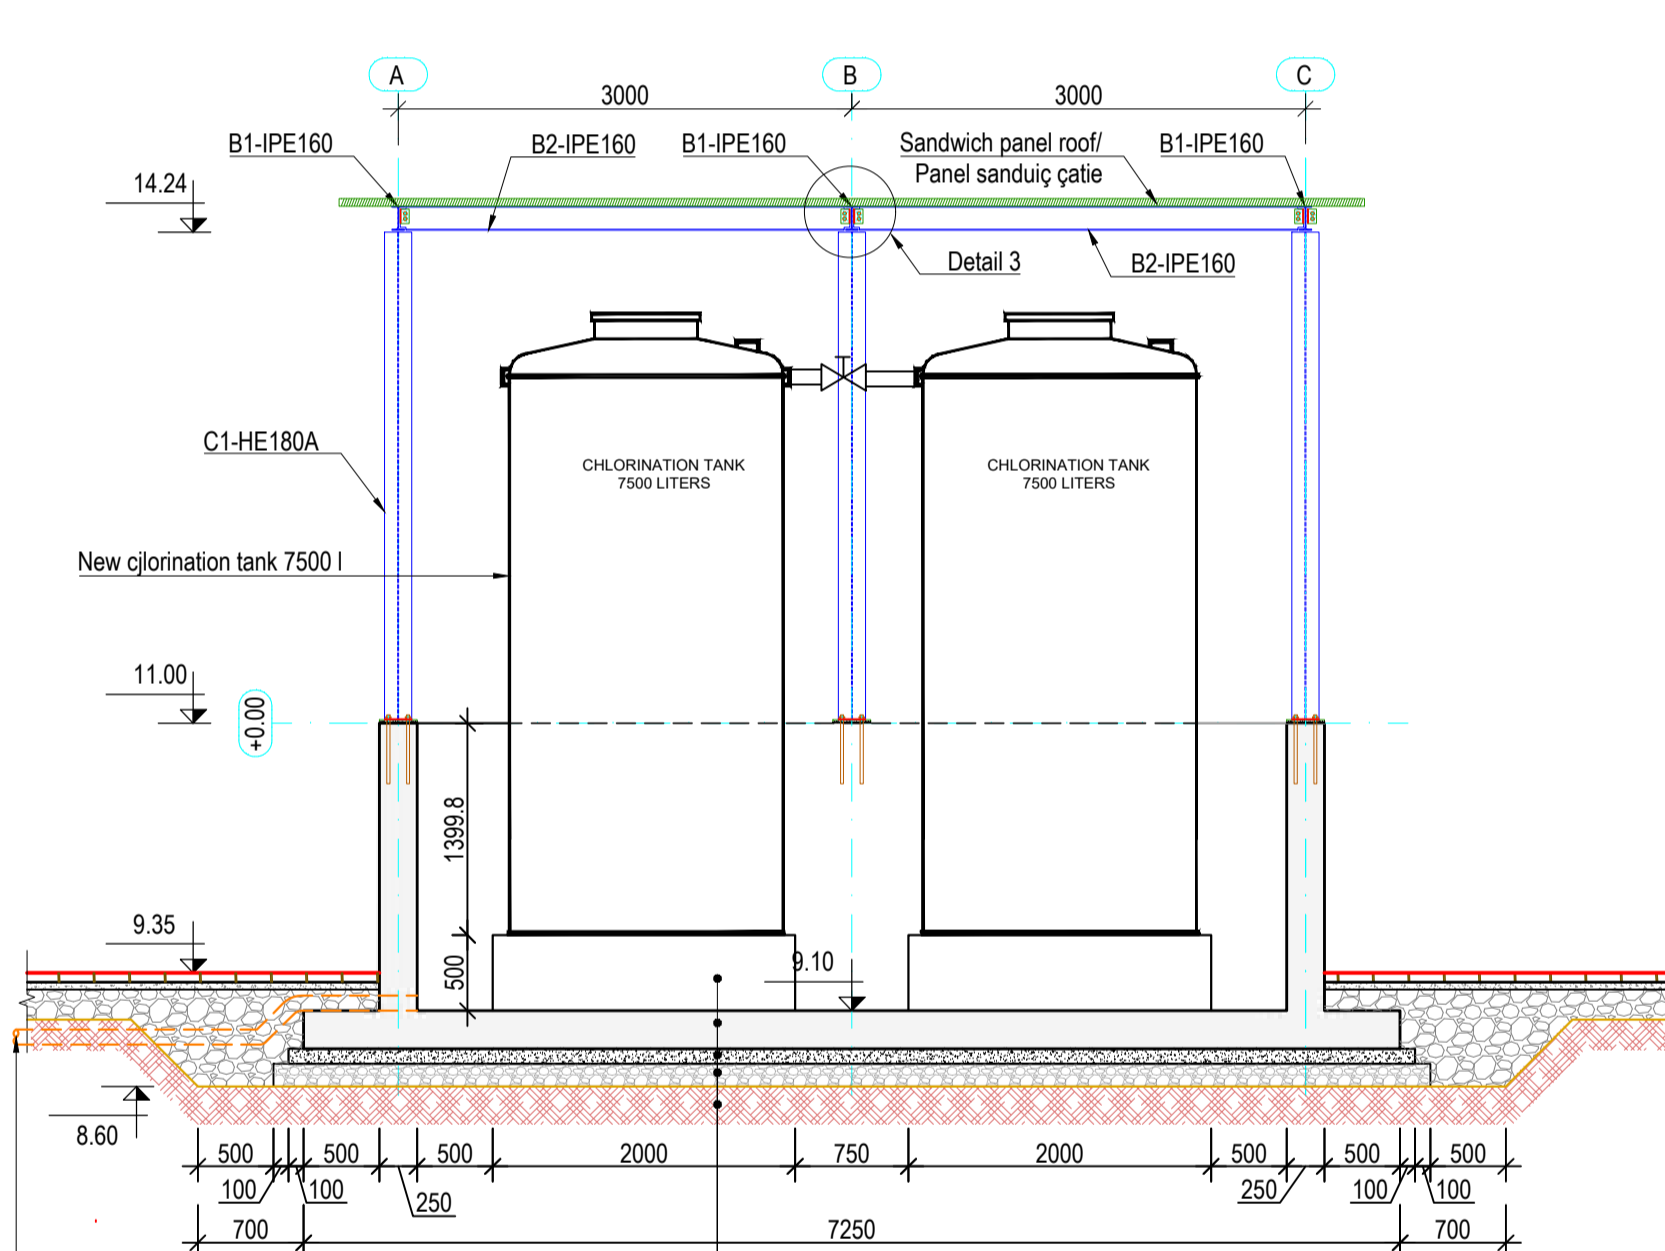 A
B
C
3000
3000
B1-IPE160
B2-IPE160
B1-IPE160
Sandwich panel roof/
Panel sanduiç çatie
B1-IPE160
14.24
Detail 3
B2-IPE160
C1-HE180A
CHLORINATION TANK
7500 LITERS
CHLORINATION TANK
7500 LITERS
New cjlorination tank 7500 l
11.00
+0.00
1399.8
9.35
500
9.10
8.60
500
500
500
2000
750
2000
500
500
500
100
100
250
250
100
100
700
7250
700